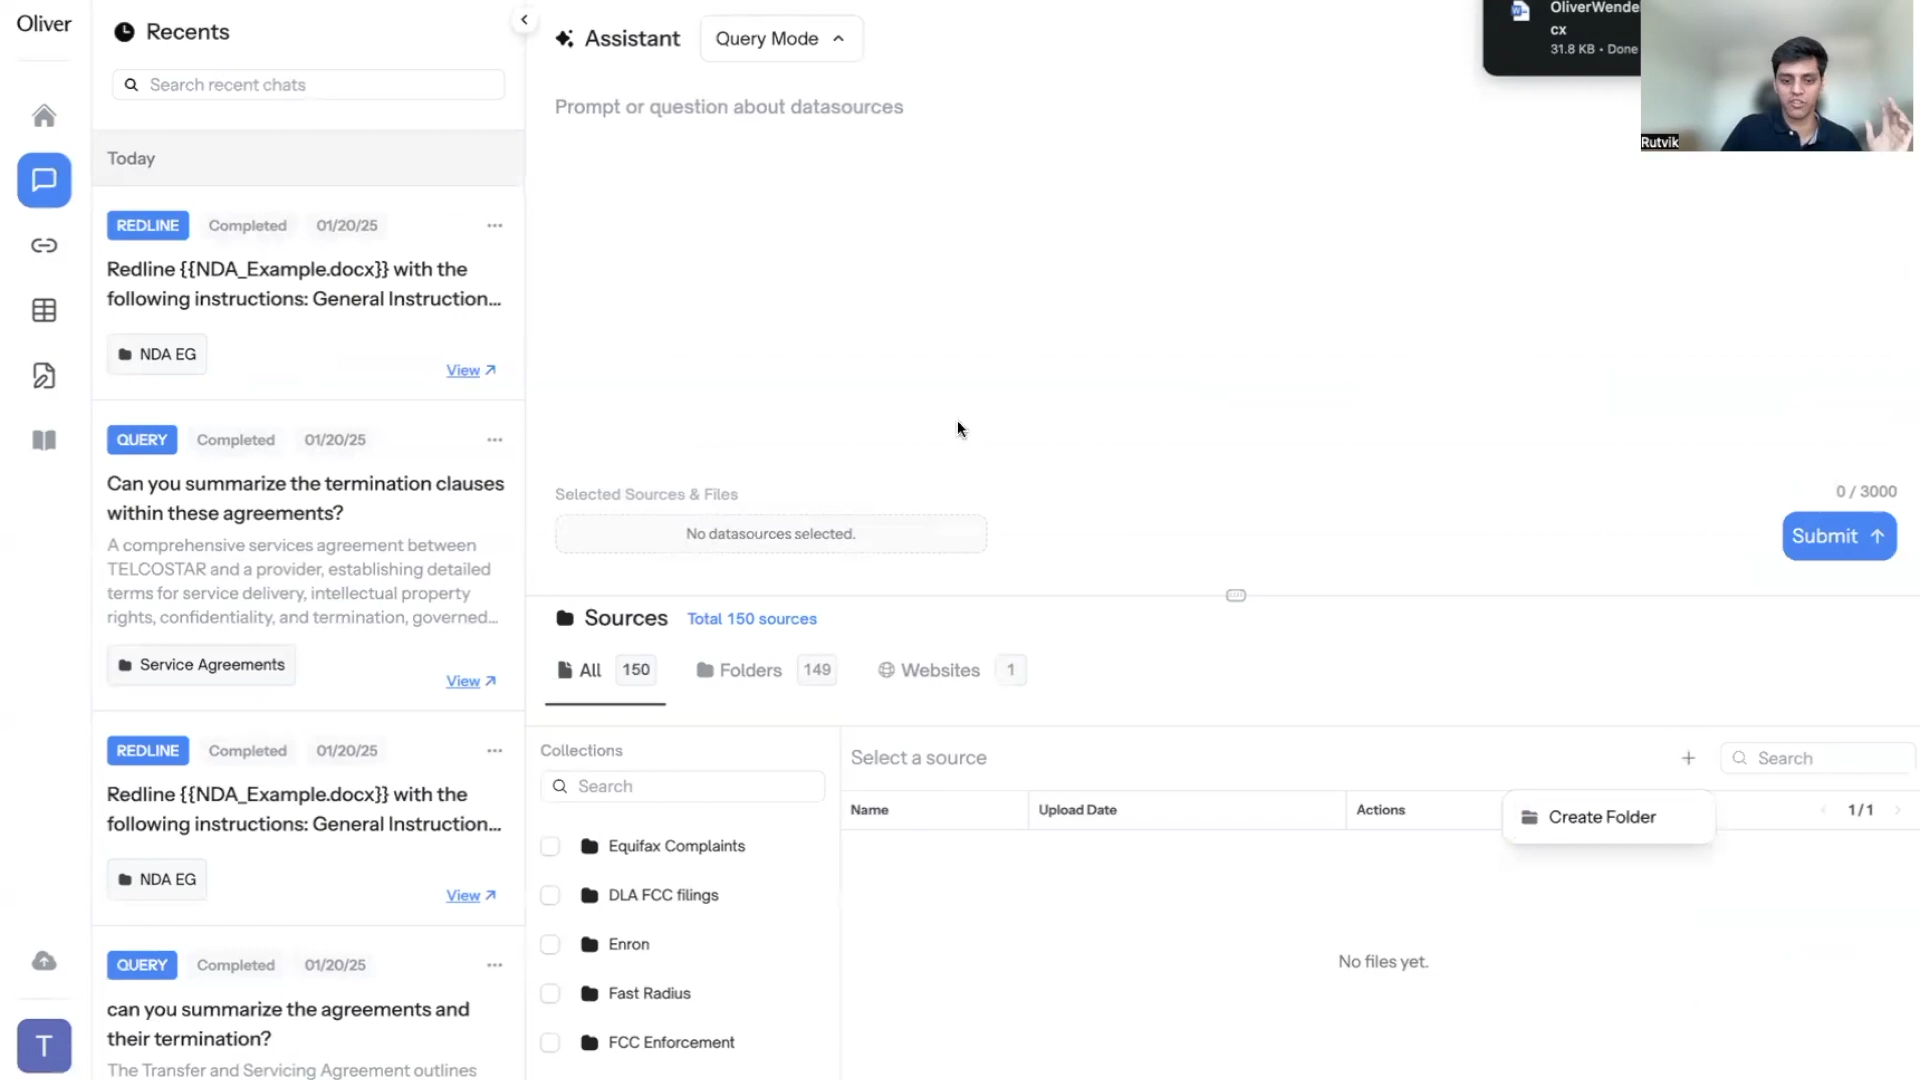 Oliver
Recents
Search recent chats
Today
REDLINE Completed 01/20/25
Redline {{NDA_Example.docx}} with the
following instructions: General Instruction...
NDA EG
View
QUERY Completed 01/20/25
Can you summarize the termination clauses
within these agreements?
A comprehensive services agreement between
TELCOSTAR and a provider, establishing detailed
terms for service delivery, intellectual property
rights, confidentiality, and termination, governed...
Service Agreements
View
REDLINE Completed 01/20/25
Redline {{NDA_Example.docx}} with the
following instructions: General Instruction...
NDA EG
View
QUERY Completed 01/20/25
can you summarize the agreements and
their termination?
The Transfer and Servicing Agreement outlines
T
Assistant Query Mode
Prompt or question about datasources
OliverWende
cx
31.8 KB • Done
Rutvik
Selected Sources & Files
No datasources selected.
0 / 3000
Submit
Sources Total 150 sources
All 150 Folders 149 Websites 1
Collections
Search
Equifax Complaints
DLA FCC filings
Enron
Fast Radius
FCC Enforcement
Select a source
Search
Name Upload Date Actions
1/1
Create Folder
No files yet.